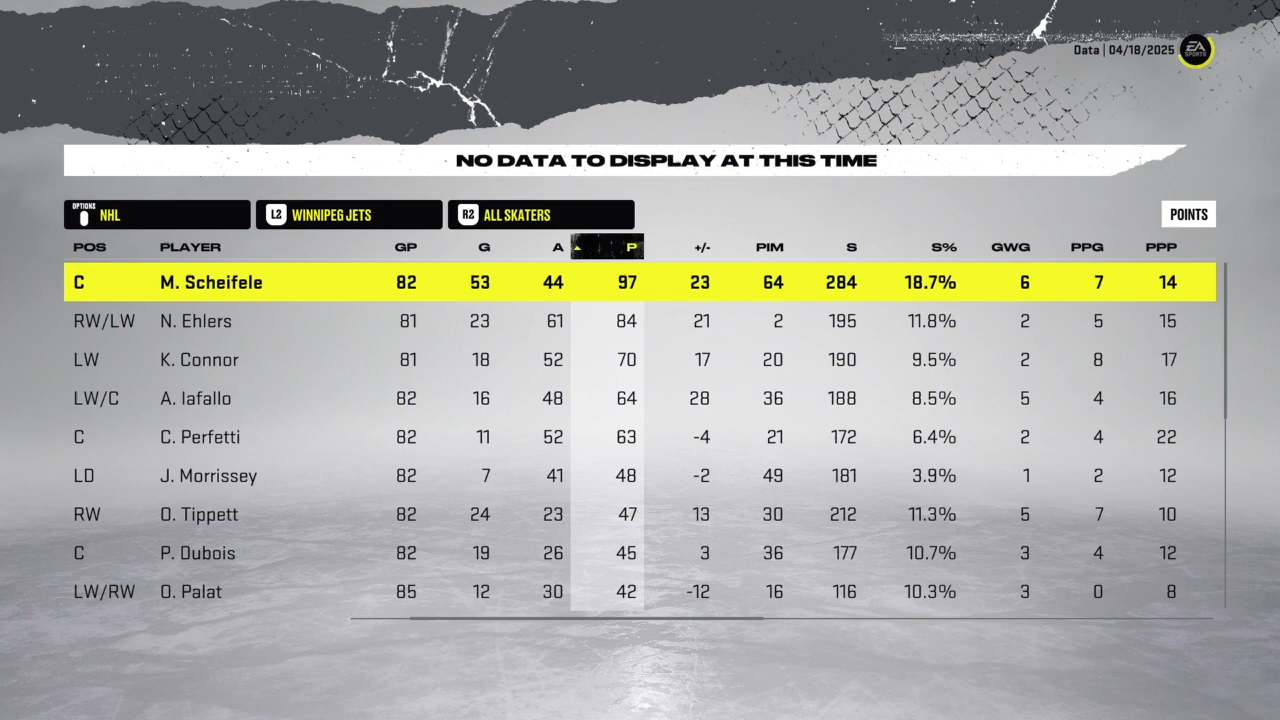 Data | 04/18/2025 EA SPORTS
NO DATA TO DISPLAY AT THIS TIME
OPTIONS NHL L2 WINNIPEG JETS R2 ALL SKATERS POINTS
POS PLAYER GP G A P +/- PIM S S% GWG PPG PPP
C M. Scheifele 82 53 44 97 23 64 284 18.7% 6 7 14
RW/LW N. Ehlers 81 23 61 84 21 2 195 11.8% 2 5 15
LW K. Connor 81 18 52 70 17 20 190 9.5% 2 8 17
LW/C A. Iafallo 82 16 48 64 28 36 188 8.5% 5 4 16
C C. Perfetti 82 11 52 63 -4 21 172 6.4% 2 4 22
LD J. Morrissey 82 7 41 48 -2 49 181 3.9% 1 2 12
RW O. Tippett 82 24 23 47 13 30 212 11.3% 5 7 10
C P. Dubois 82 19 26 45 3 36 177 10.7% 3 4 12
LW/RW O. Palat 85 12 30 42 -12 16 116 10.3% 3 0 8